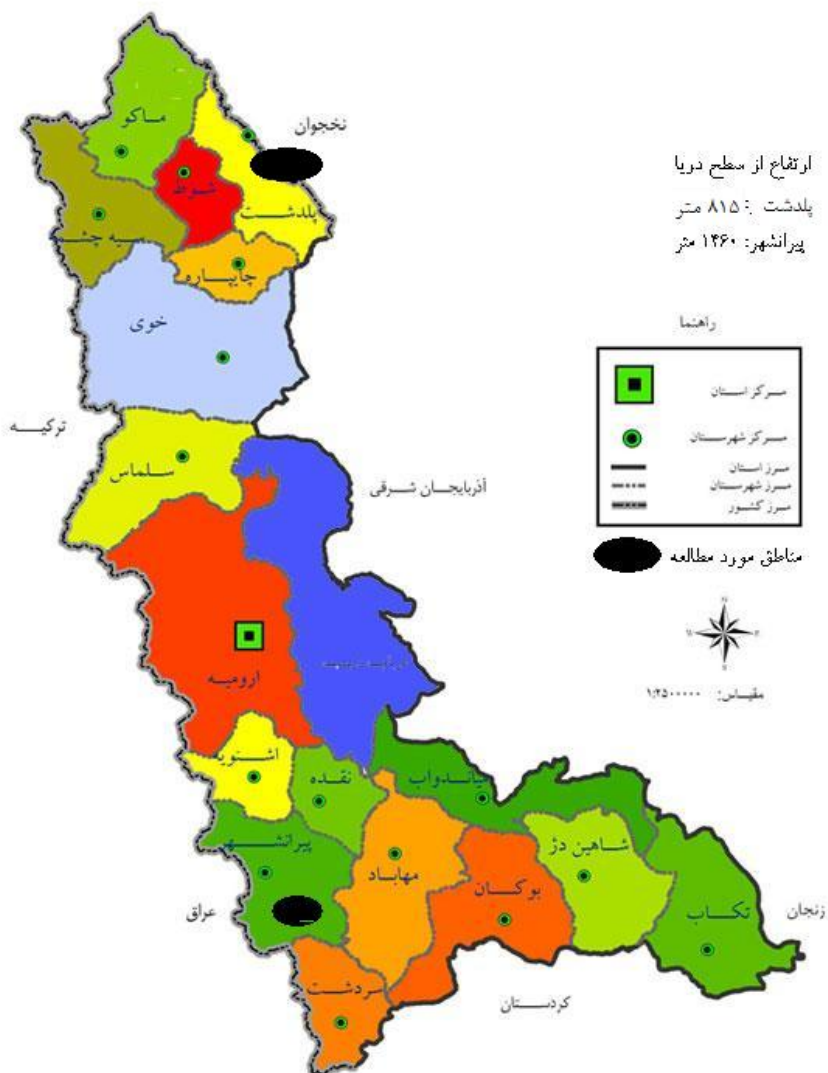 ماکو
نخجوان
شوط
پلدشت
سیه چشمه
چایپاره
خوی
ترکیه
سلماس
آذربایجان شرقی
ارومیه
اشنویه
نقده
میاندوآب
پیرانشهر
مهاباد
بوکان
شاهین دژ
تکاب
زنجان
عراق
سردشت
کردستان
ارتفاع از سطح دریا
پلدشت : ۸۱۵ متر
پیرانشهر: ۱۴۶۰ متر
راهنما
مرکز استان
مرکز شهرستان
مرز استان
مرز شهرستان
مرز کشور
مناطق مورد مطالعه
مقیاس: ۱:۲۵۰۰۰۰۰